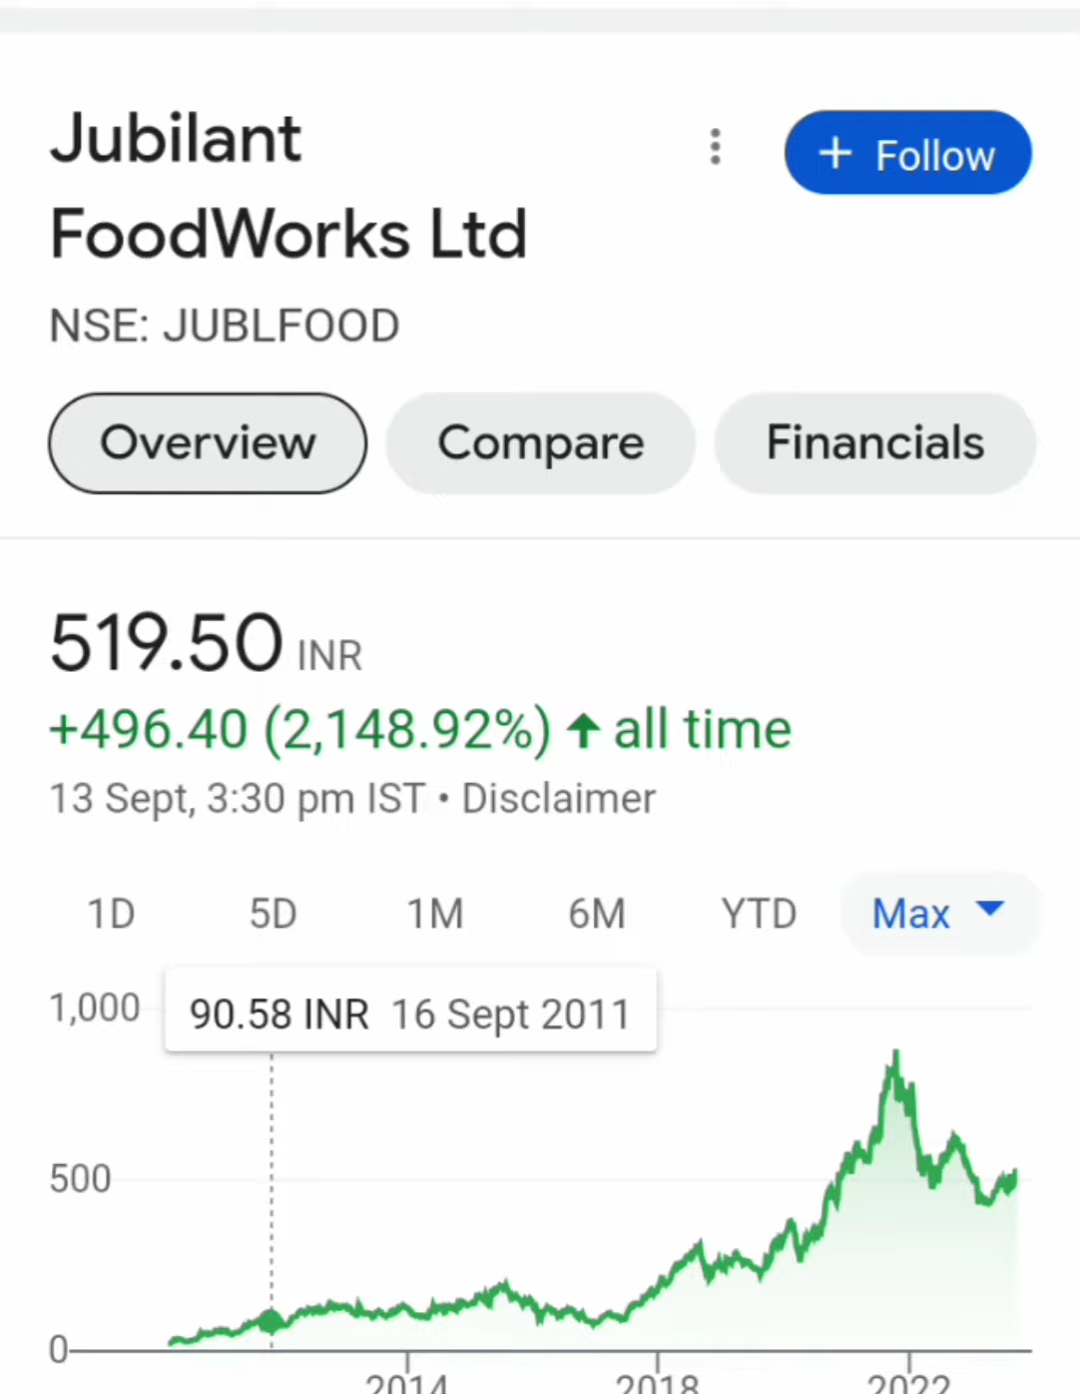 Jubilant
FoodWorks Ltd
+ Follow
NSE: JUBLFOOD
Overview Compare Financials
519.50 INR
+496.40 (2,148.92%) ↑ all time
13 Sept, 3:30 pm IST • Disclaimer
1D 5D 1M 6M YTD Max
1,000
90.58 INR 16 Sept 2011
500
0
2014 2018 2022